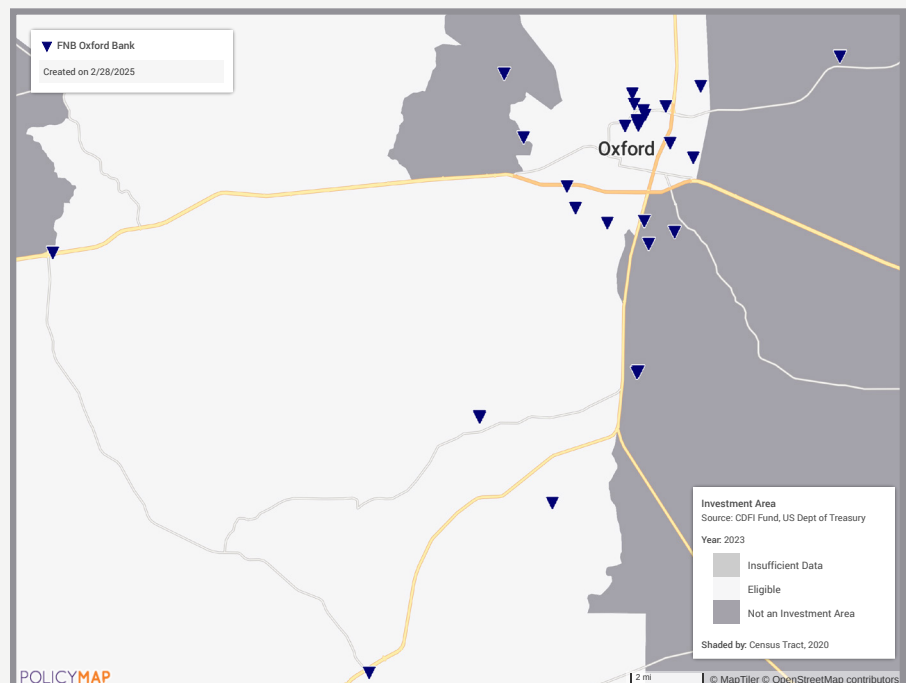 FNB Oxford Bank
Created on 2/28/2025
Oxford
Investment Area
Source: CDFI Fund, US Dept of Treasury
Year: 2023
Insufficient Data
Eligible
Not an Investment Area
Shaded by: Census Tract, 2020
POLICYMAP
2 mi
© MapTiler © OpenStreetMap contributors